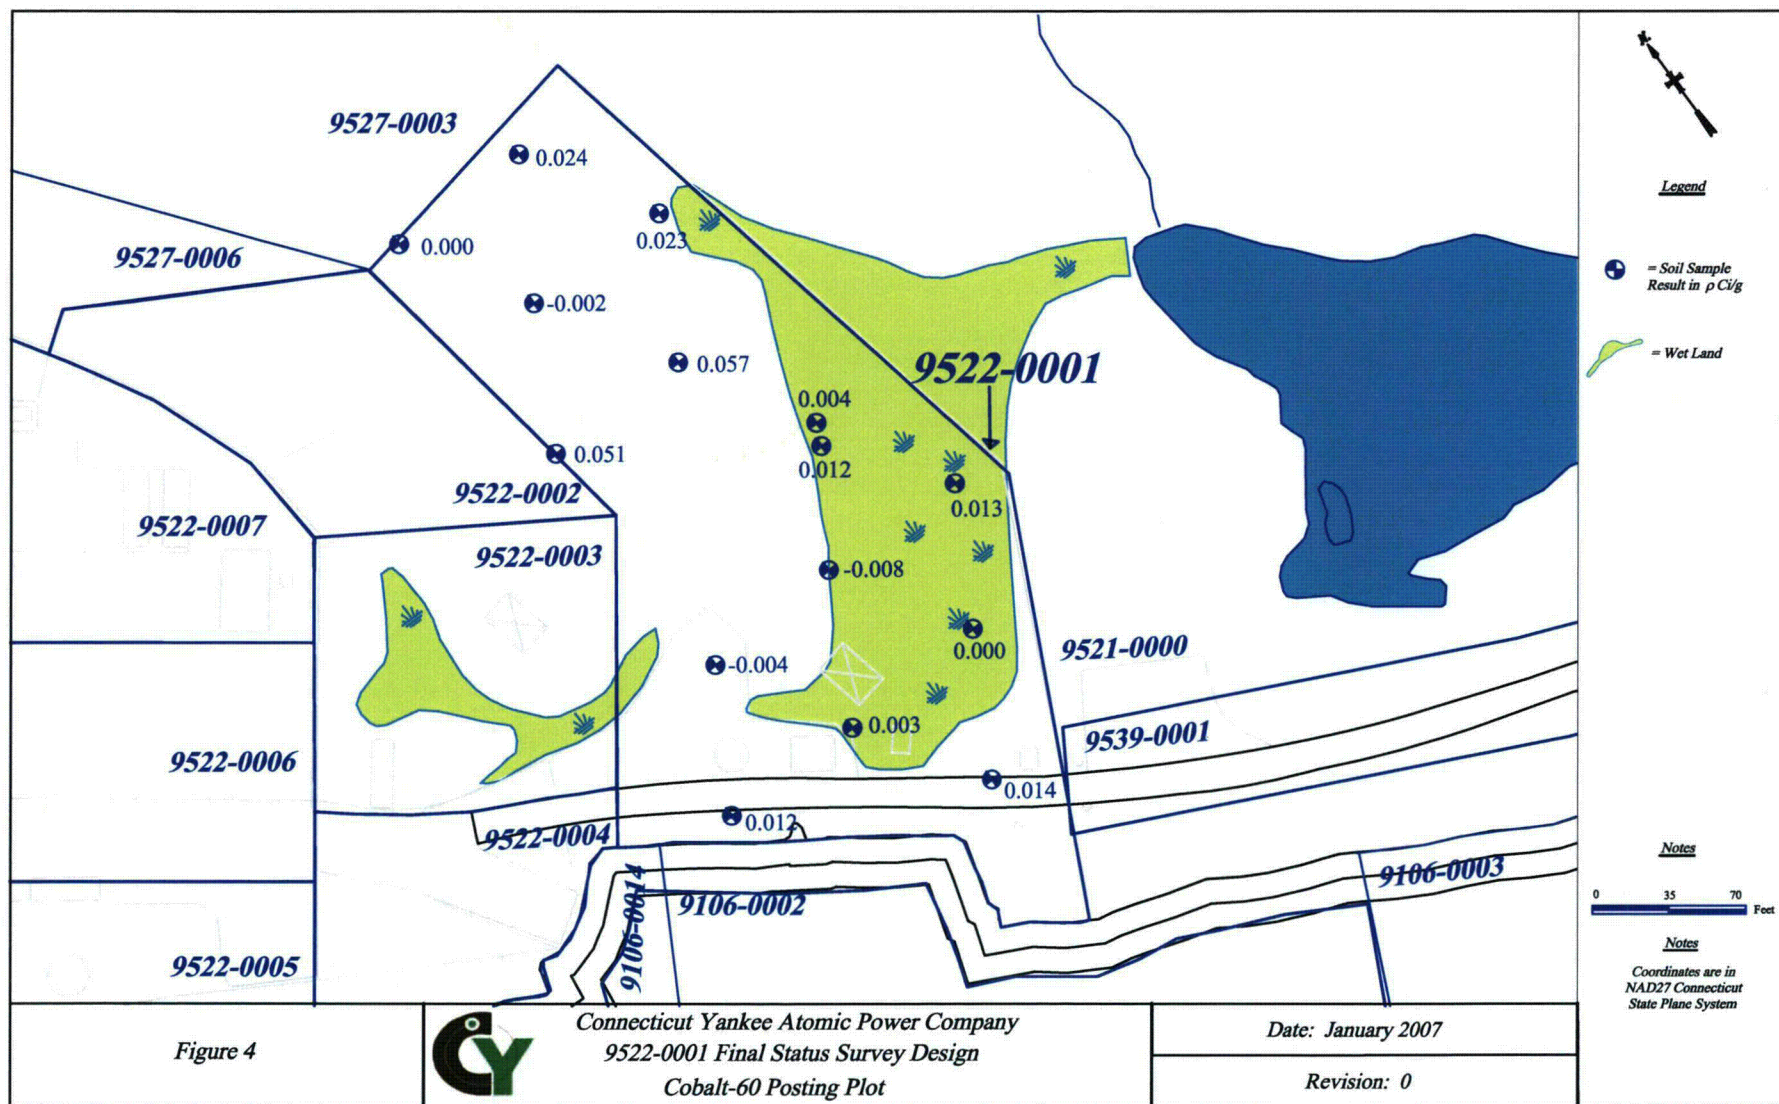 9527-0003
0.024
N
Legend
9527-0006
0.000
0.023
= Soil Sample
Result in ρ Ci/g
-0.002
9522-0001
= Wet Land
0.057
0.004
0.012
0.051
9522-0002
0.013
9522-0007
9522-0003
-0.008
9521-0000
0.000
-0.004
0.003
9539-0001
9522-0006
0.014
0.012
9522-0004
Notes
9106-0003
0 35 70
Feet
9106-0014
9106-0002
Notes
9522-0005
Coordinates are in
NAD27 Connecticut
State Plane System
Figure 4
CY
Connecticut Yankee Atomic Power Company
9522-0001 Final Status Survey Design
Cobalt-60 Posting Plot
Date: January 2007
Revision: 0